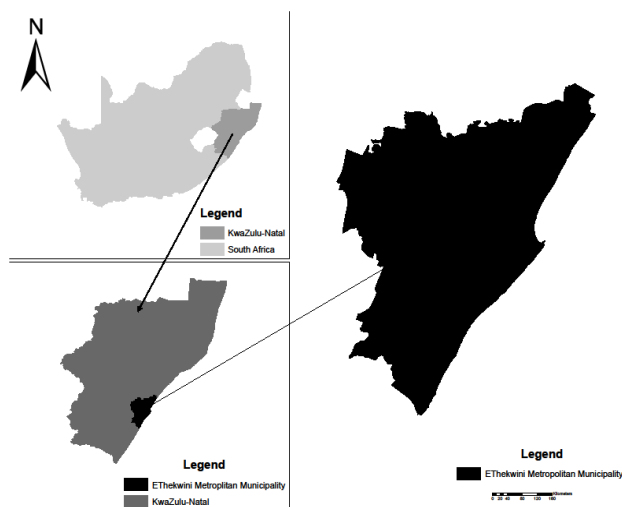 N
Legend
KwaZulu-Natal
South Africa
Legend
EThekwini Metroplitan Municipality
KwaZulu-Natal
Legend
EThekwini Metropolitan Municipality